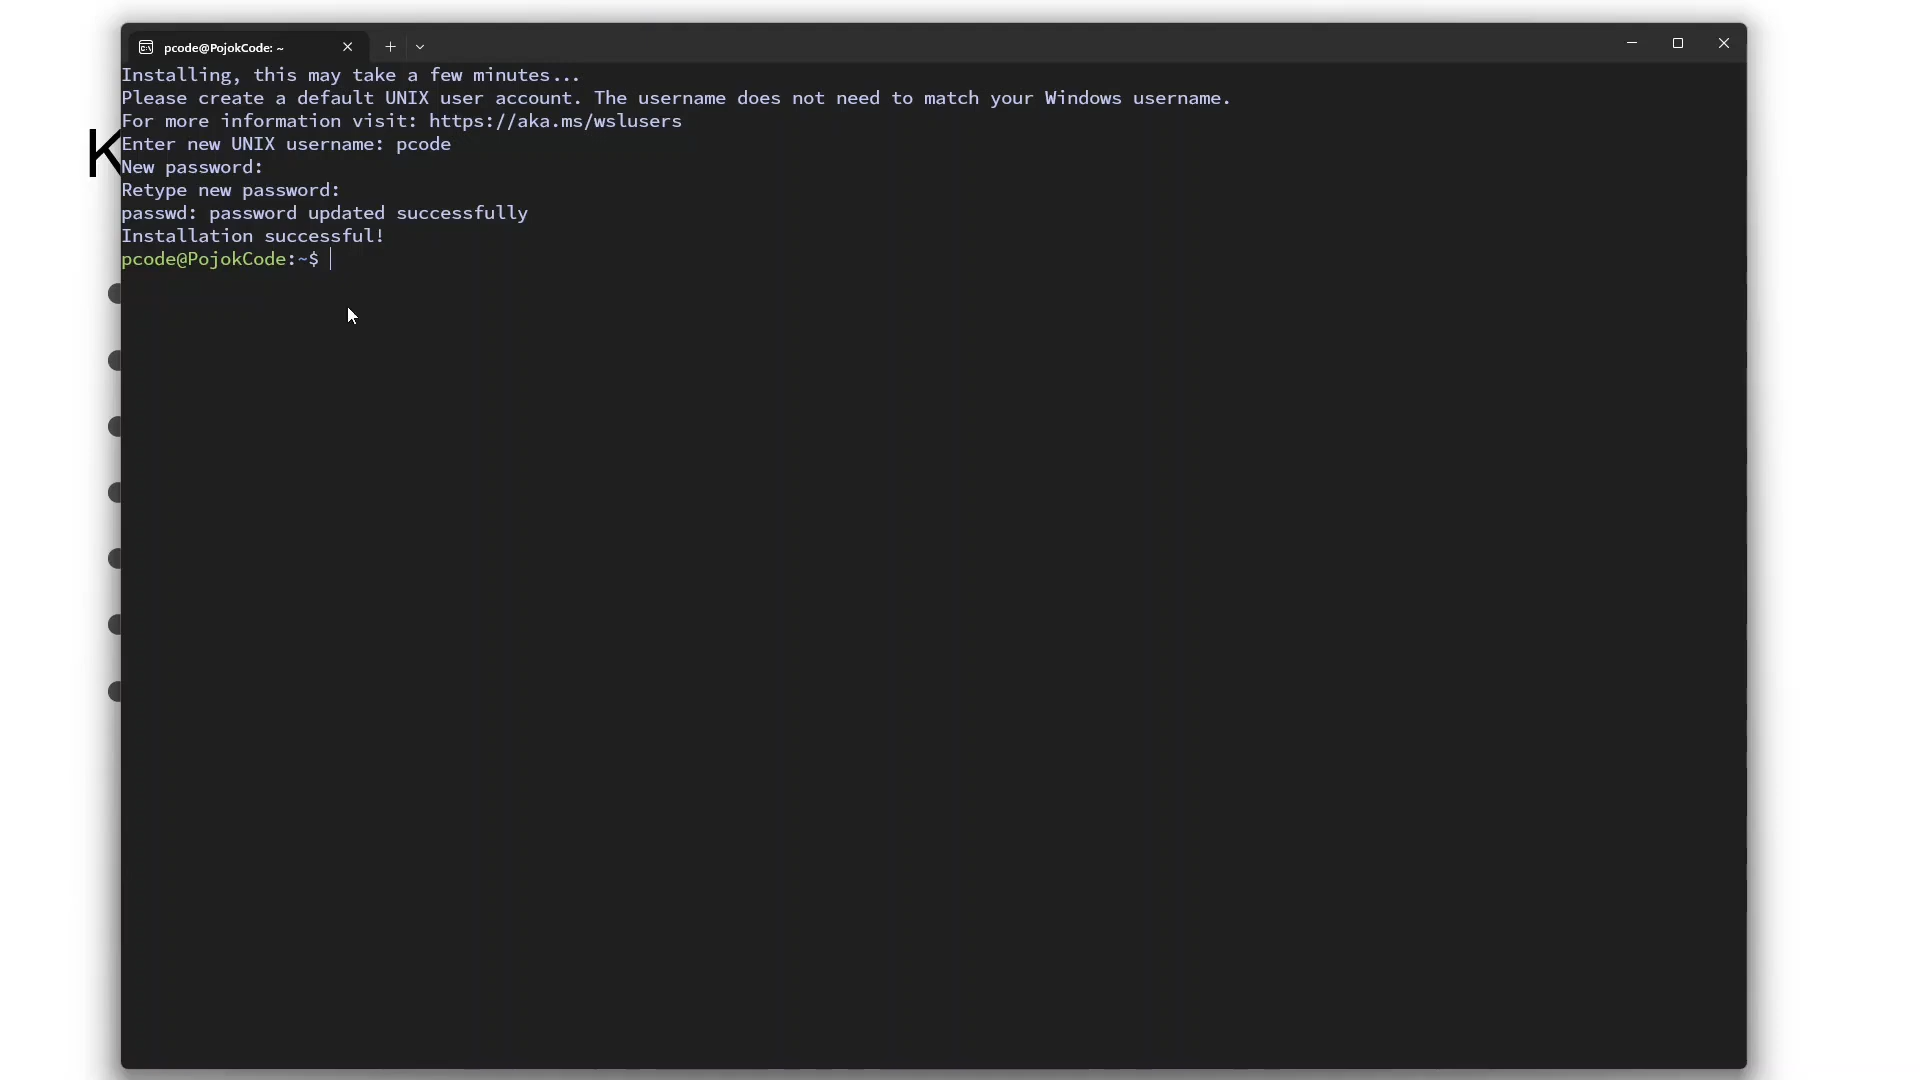 pcode@PojokCode: ~
Installing, this may take a few minutes...
Please create a default UNIX user account. The username does not need to match your Windows username.
For more information visit: https://aka.ms/wslusers
K
Enter new UNIX username: pcode
New password:
Retype new password:
passwd: password updated successfully
Installation successful!
pcode@PojokCode:~$